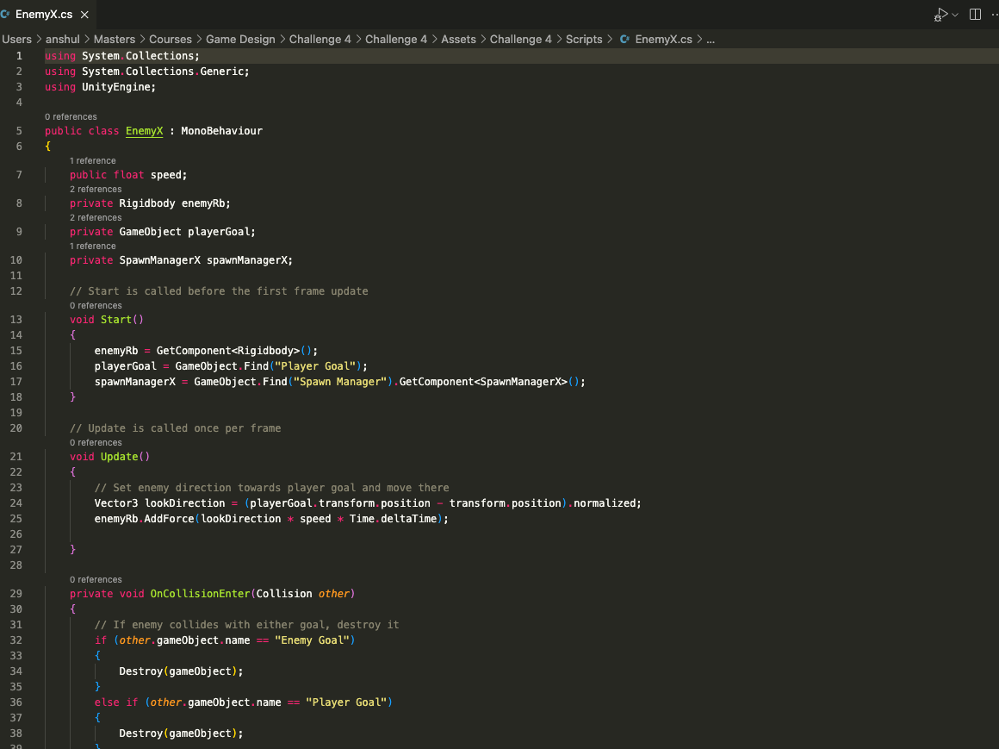 C# EnemyX.cs ×
Users > anshul > Masters > Courses > Game Design > Challenge 4 > Challenge 4 > Assets > Challenge 4 > Scripts > C# EnemyX.cs > ...
1 using System.Collections;
2 using System.Collections.Generic;
3 using UnityEngine;
4
0 references
5 public class EnemyX : MonoBehaviour
6 {
1 reference
7 public float speed;
2 references
8 private Rigidbody enemyRb;
2 references
9 private GameObject playerGoal;
1 reference
10 private SpawnManagerX spawnManagerX;
11
12 // Start is called before the first frame update
0 references
13 void Start()
14 {
15 enemyRb = GetComponent<Rigidbody>();
16 playerGoal = GameObject.Find("Player Goal");
17 spawnManagerX = GameObject.Find("Spawn Manager").GetComponent<SpawnManagerX>();
18 }
19
20 // Update is called once per frame
0 references
21 void Update()
22 {
23 // Set enemy direction towards player goal and move there
24 Vector3 lookDirection = (playerGoal.transform.position - transform.position).normalized;
25 enemyRb.AddForce(lookDirection * speed * Time.deltaTime);
26
27 }
28
0 references
29 private void OnCollisionEnter(Collision other)
30 {
31 // If enemy collides with either goal, destroy it
32 if (other.gameObject.name == "Enemy Goal")
33 {
34 Destroy(gameObject);
35 }
36 else if (other.gameObject.name == "Player Goal")
37 {
38 Destroy(gameObject);
39 }